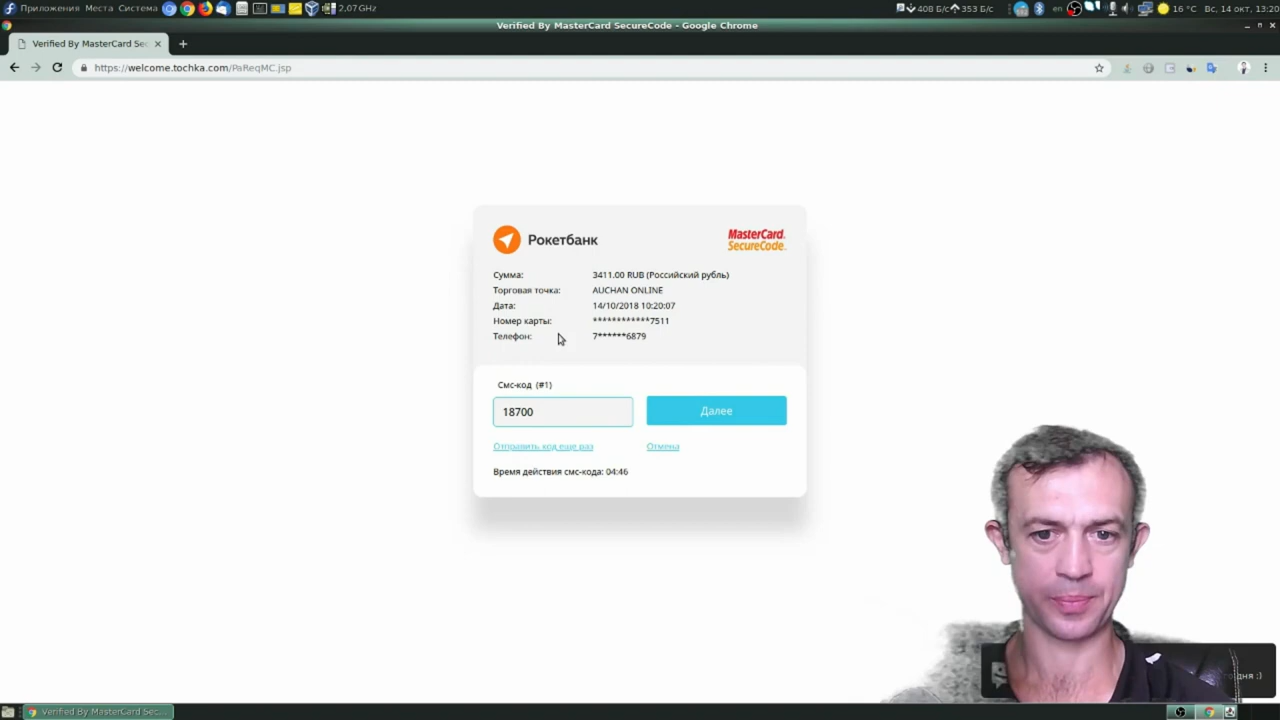 Приложения Места Система 2,07GHz 408 Б/с 353 Б/с en 16 °C Вс, 14 окт, 13:20
Verified By MasterCard SecureCode - Google Chrome
Verified By MasterCard Sec
https://welcome.tochka.com/PaReqMC.jsp
Рокетбанк
MasterCard.
SecureCode.
Сумма: 3411.00 RUB (Российский рубль)
Торговая точка: AUCHAN ONLINE
Дата: 14/10/2018 10:20:07
Номер карты: ************7511
Телефон: 7******6879
Смс-код (#1)
18700 Далее
Отправить код еще раз Отмена
Время действия смс-кода: 04:46
дня :)
Verified By MasterCard Sec...